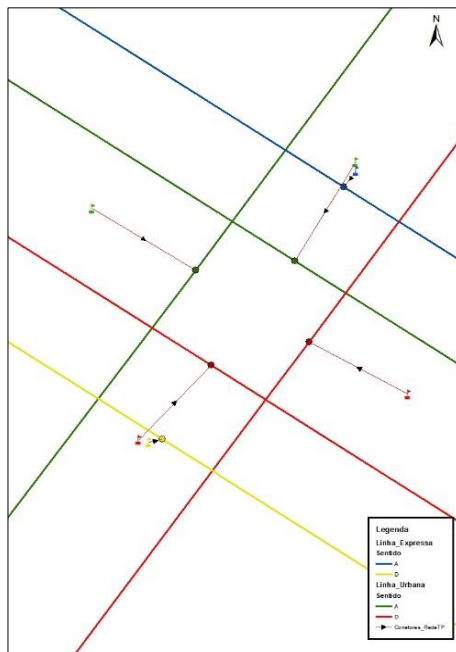 N
Legenda
Linha_Expressa
Sentido
A
D
Linha_Urbana
Sentido
A
D
Conetores_RedeTP